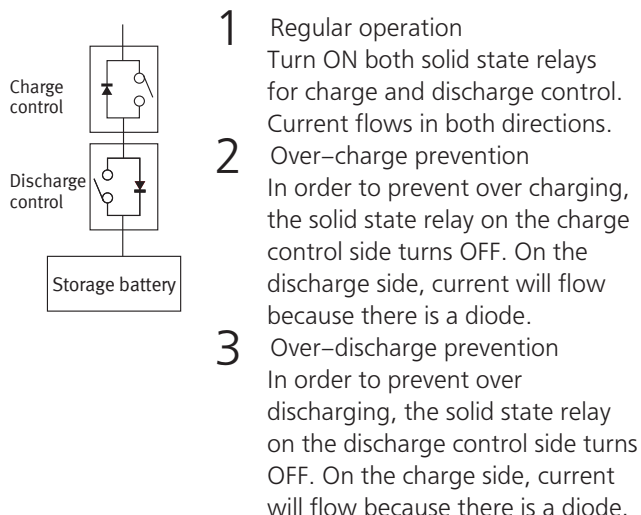 Charge
control
Discharge
control
Storage battery
1 Regular operation
Turn ON both solid state relays
for charge and discharge control.
Current flows in both directions.
2 Over–charge prevention
In order to prevent over charging,
the solid state relay on the charge
control side turns OFF. On the
discharge side, current will flow
because there is a diode.
3 Over–discharge prevention
In order to prevent over
discharging, the solid state relay
on the discharge control side turns
OFF. On the charge side, current
will flow because there is a diode.